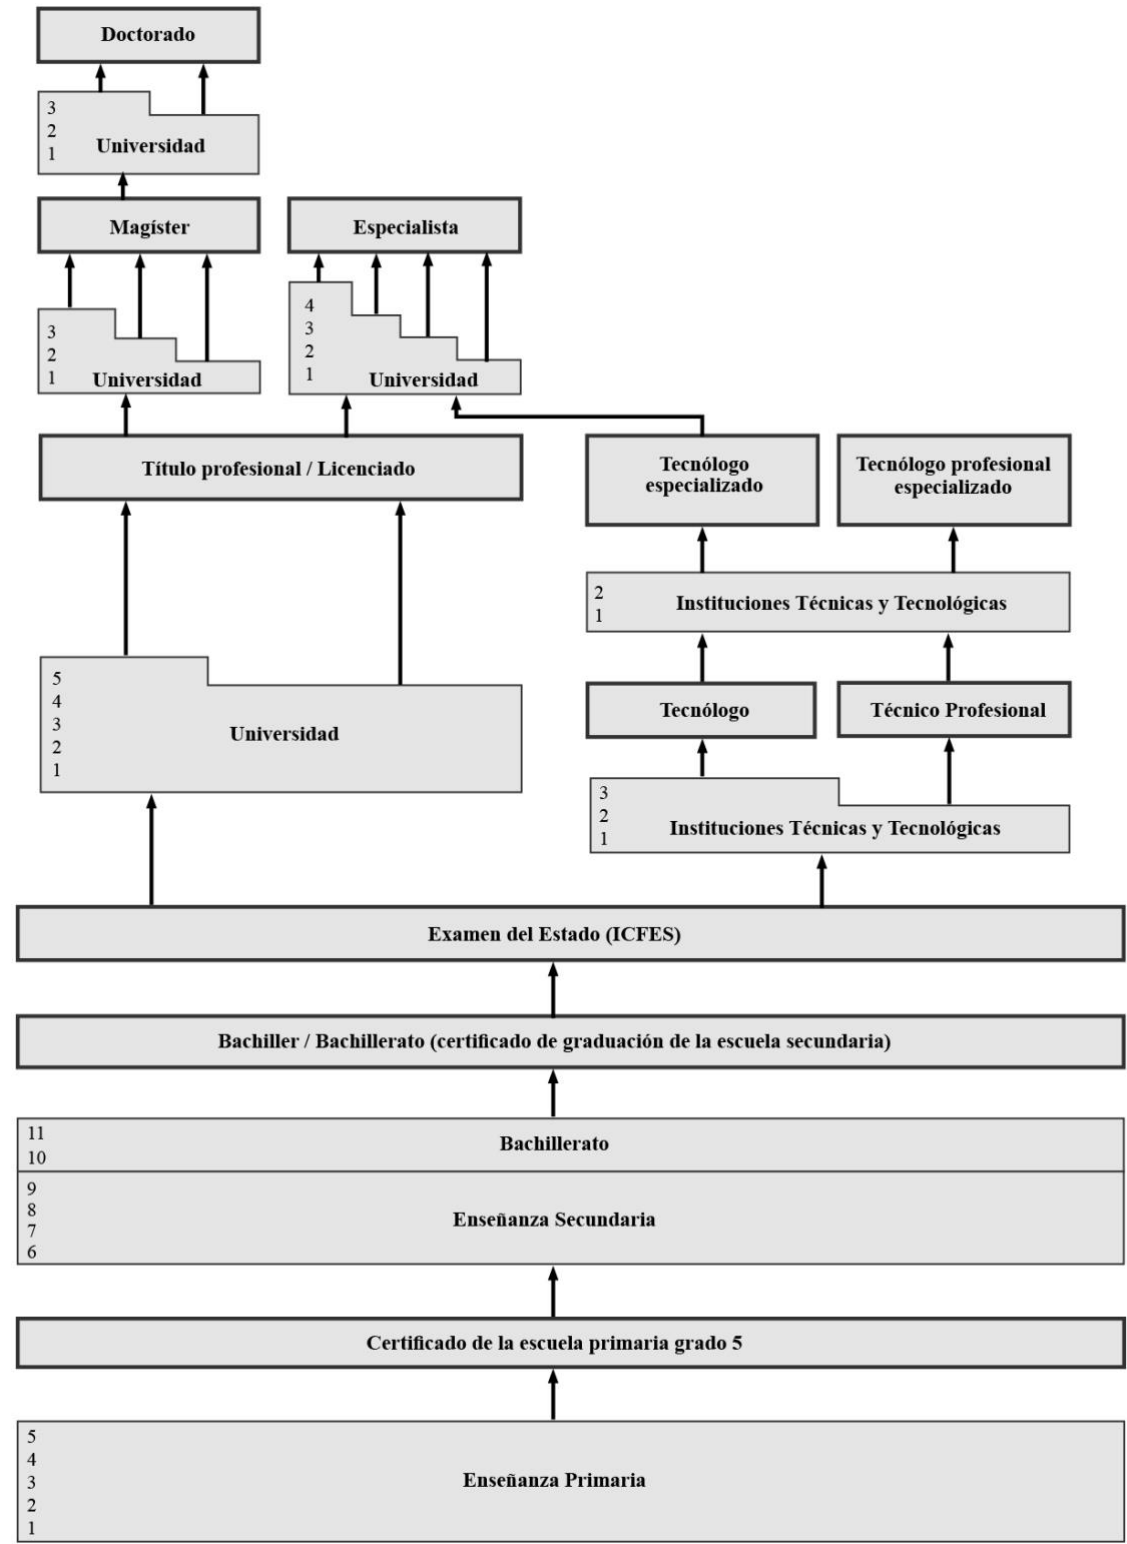 Doctorado
3
2
1
Universidad
Magíster
Especialista
3
2
1
Universidad
4
3
2
1
Universidad
Título profesional / Licenciado
Tecnólogo
especializado
Tecnólogo profesional
especializado
2
1
Instituciones Técnicas y Tecnológicas
Tecnólogo
Técnico Profesional
5
4
3
2
1
Universidad
3
2
1
Instituciones Técnicas y Tecnológicas
Examen del Estado (ICFES)
Bachiller / Bachillerato (certificado de graduación de la escuela secundaria)
11
10
Bachillerato
9
8
7
6
Enseñanza Secundaria
Certificado de la escuela primaria grado 5
5
4
3
2
1
Enseñanza Primaria